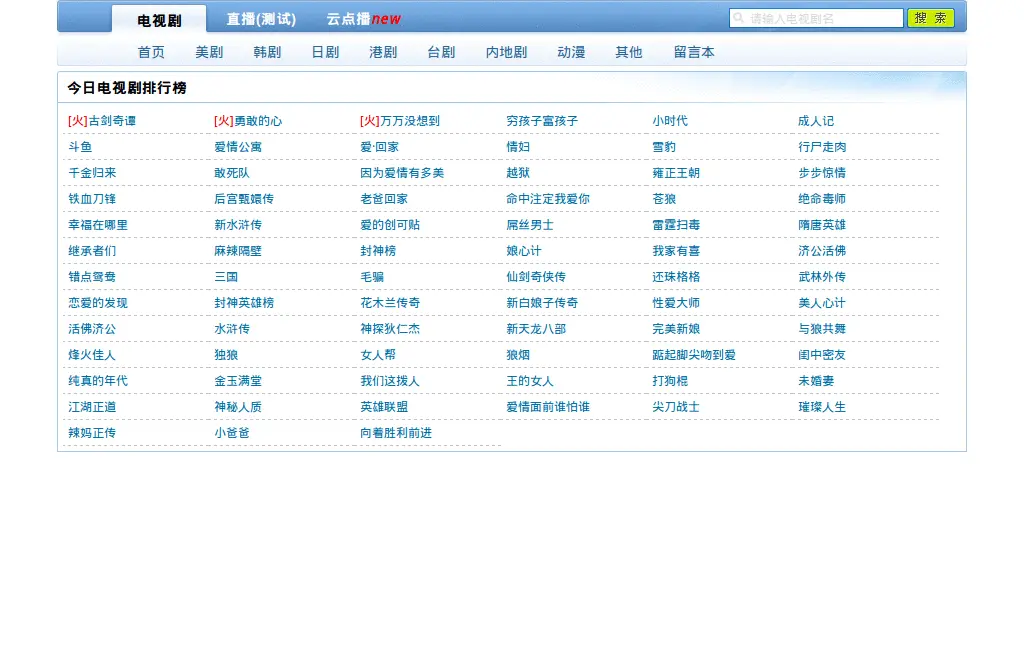 电视剧 直播(测试) 云点播new 请输入电视剧名 搜 索
首页 美剧 韩剧 日剧 港剧 台剧 内地剧 动漫 其他 留言本
今日电视剧排行榜
[火]古剑奇谭 [火]勇敢的心 [火]万万没想到 穷孩子富孩子 小时代 成人记
斗鱼 爱情公寓 爱·回家 情妇 雪豹 行尸走肉
千金归来 敢死队 因为爱情有多美 越狱 雍正王朝 步步惊情
铁血刀锋 后宫甄嬛传 老爸回家 命中注定我爱你 苍狼 绝命毒师
幸福在哪里 新水浒传 爱的创可贴 屌丝男士 雷霆扫毒 隋唐英雄
继承者们 麻辣隔壁 封神榜 娘心计 我家有喜 济公活佛
错点鸳鸯 三国 毛骗 仙剑奇侠传 还珠格格 武林外传
恋爱的发现 封神英雄榜 花木兰传奇 新白娘子传奇 性爱大师 美人心计
活佛济公 水浒传 神探狄仁杰 新天龙八部 完美新娘 与狼共舞
烽火佳人 独狼 女人帮 狼烟 踮起脚尖吻到爱 闺中密友
纯真的年代 金玉满堂 我们这拨人 王的女人 打狗棍 未婚妻
江湖正道 神秘人质 英雄联盟 爱情面前谁怕谁 尖刀战士 璀璨人生
辣妈正传 小爸爸 向着胜利前进